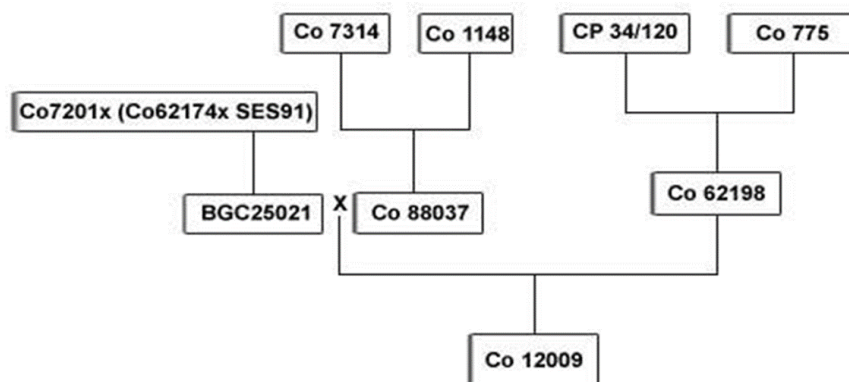 Co 7314
Co 1148
CP 34/120
Co 775
Co7201x (Co62174x SES91)
BGC25021
X
Co 88037
Co 62198
Co 12009